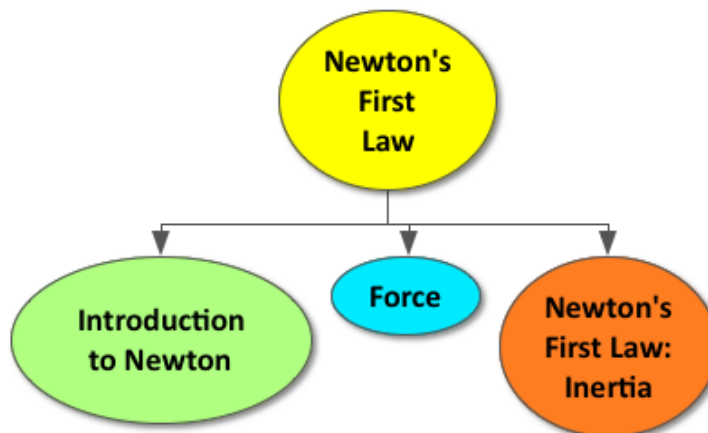 Newton's
First
Law
Introduction
to Newton
Force
Newton's
First Law:
Inertia